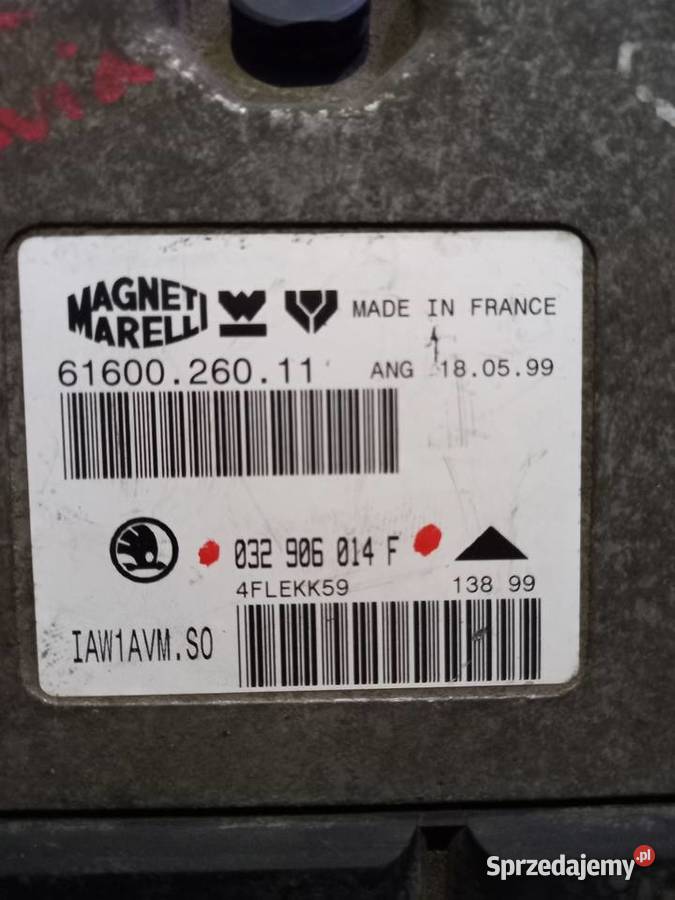 MAGNETI
MARELLI
MADE IN FRANCE
61600.260.11
ANG 18.05.99
032 906 014 F
4FLEKK59
138 99
IAW1AVM.S0
Sprzedajemy.pl